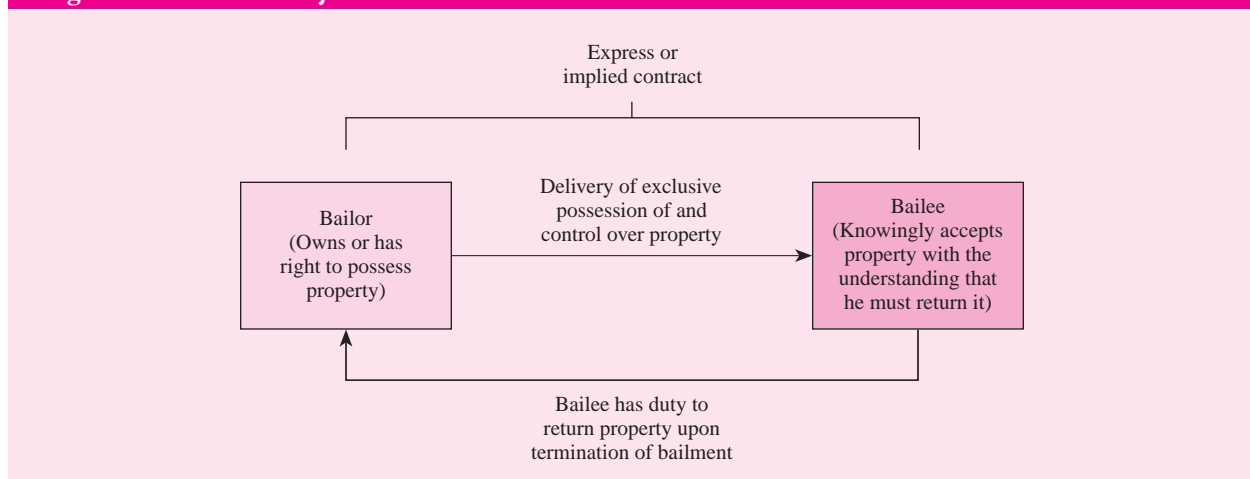 Express or
implied contract
Delivery of exclusive
possession of and
control over property
Bailor
(Owns or has
right to possess
property)
Bailee
(Knowingly accepts
property with the
understanding that
he must return it)
Bailee has duty to
return property upon
termination of bailment